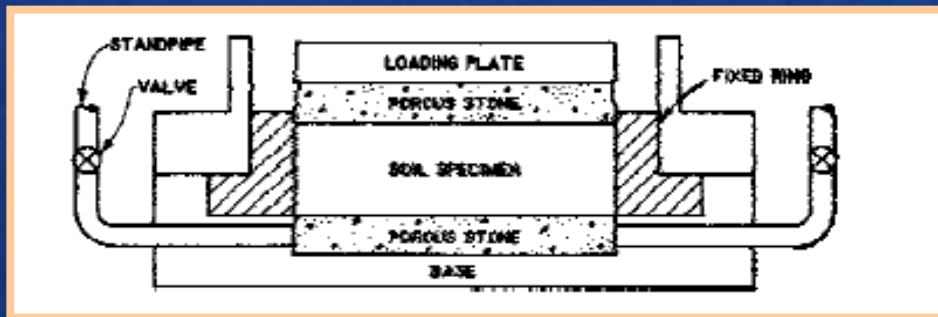 STANDPIPE
LOADING PLATE
FIXED RING
VALVE
POROUS STONE
SOIL SPECIMEN
POROUS STONE
BASE